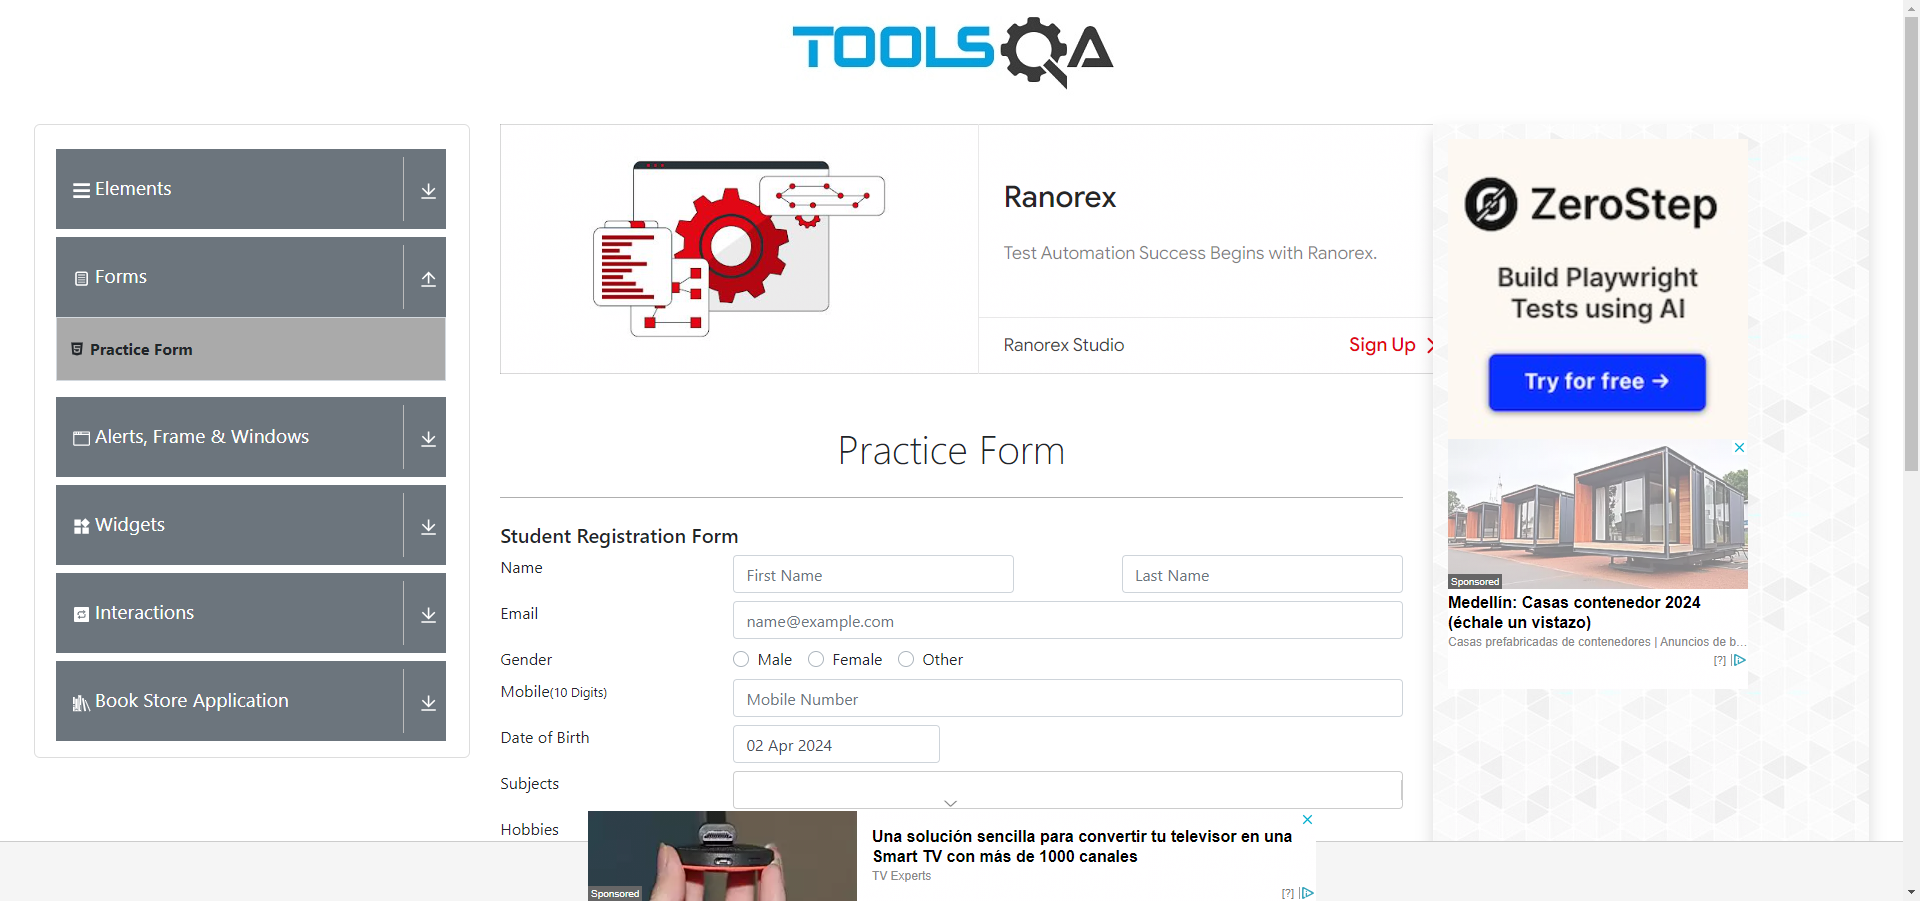 TOOLSQA
Elements
Forms
Practice Form
Alerts, Frame & Windows
Widgets
Interactions
Book Store Application
Ranorex
Test Automation Success Begins with Ranorex.
Ranorex Studio
Sign Up
Practice Form
Student Registration Form
Name
First Name
Last Name
Email
name@example.com
Gender
Male
Female
Other
Mobile(10 Digits)
Mobile Number
Date of Birth
02 Apr 2024
Subjects
Hobbies
ZeroStep
Build Playwright
Tests using AI
Try for free →
Sponsored
Medellín: Casas contenedor 2024
(échale un vistazo)
Casas prefabricadas de contenedores | Anuncios de b...
[?]
Sponsored
Una solución sencilla para convertir tu televisor en una
Smart TV con más de 1000 canales
TV Experts
[?]